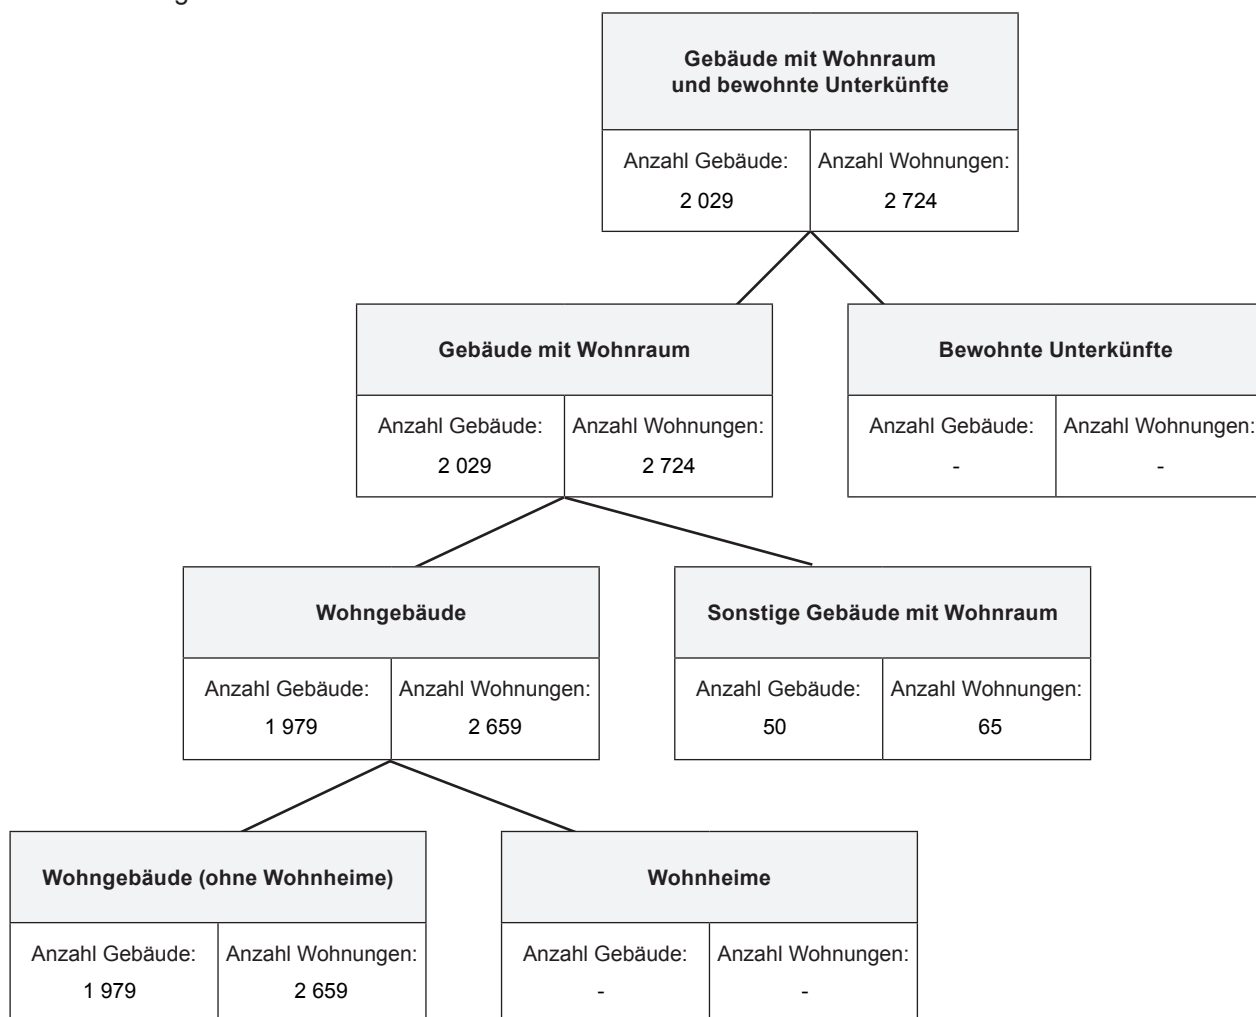 Gebäude mit Wohnraum
und bewohnte Unterkünfte
Anzahl Gebäude: Anzahl Wohnungen:
2 029 2 724
Gebäude mit Wohnraum Bewohnte Unterkünfte
Anzahl Gebäude: Anzahl Wohnungen: Anzahl Gebäude: Anzahl Wohnungen:
2 029 2 724 - -
Wohngebäude Sonstige Gebäude mit Wohnraum
Anzahl Gebäude: Anzahl Wohnungen: Anzahl Gebäude: Anzahl Wohnungen:
1 979 2 659 50 65
Wohngebäude (ohne Wohnheime) Wohnheime
Anzahl Gebäude: Anzahl Wohnungen: Anzahl Gebäude: Anzahl Wohnungen:
1 979 2 659 - -